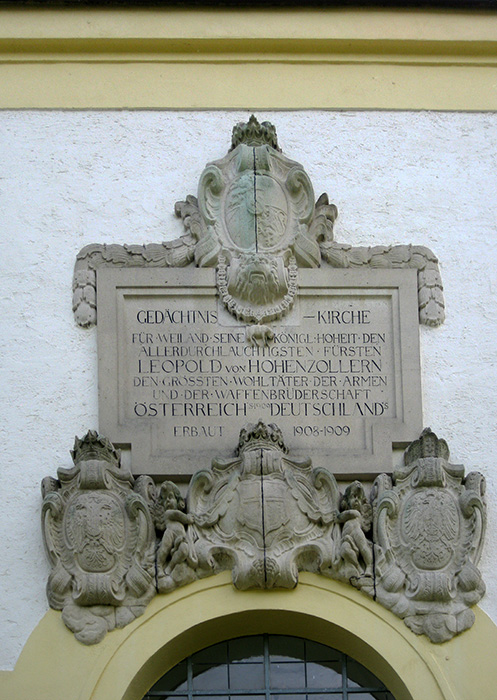 GEDÄCHTNIS – KIRCHE
FÜR · WEILAND · SEINE KÖNIGL · HOHEIT · DEN
ALLERDURCHLAUCHTIGSTEN · FÜRSTEN
LEOPOLD VON HOHENZOLLERN
DEN · GRÖSSTEN · WOHLTÄTER · DER · ARMEN
UND · DER · WAFFENBRÜDERSCHAFT
ÖSTERREICHS DEUTSCHLANDS
ERBAUT 1908-1909